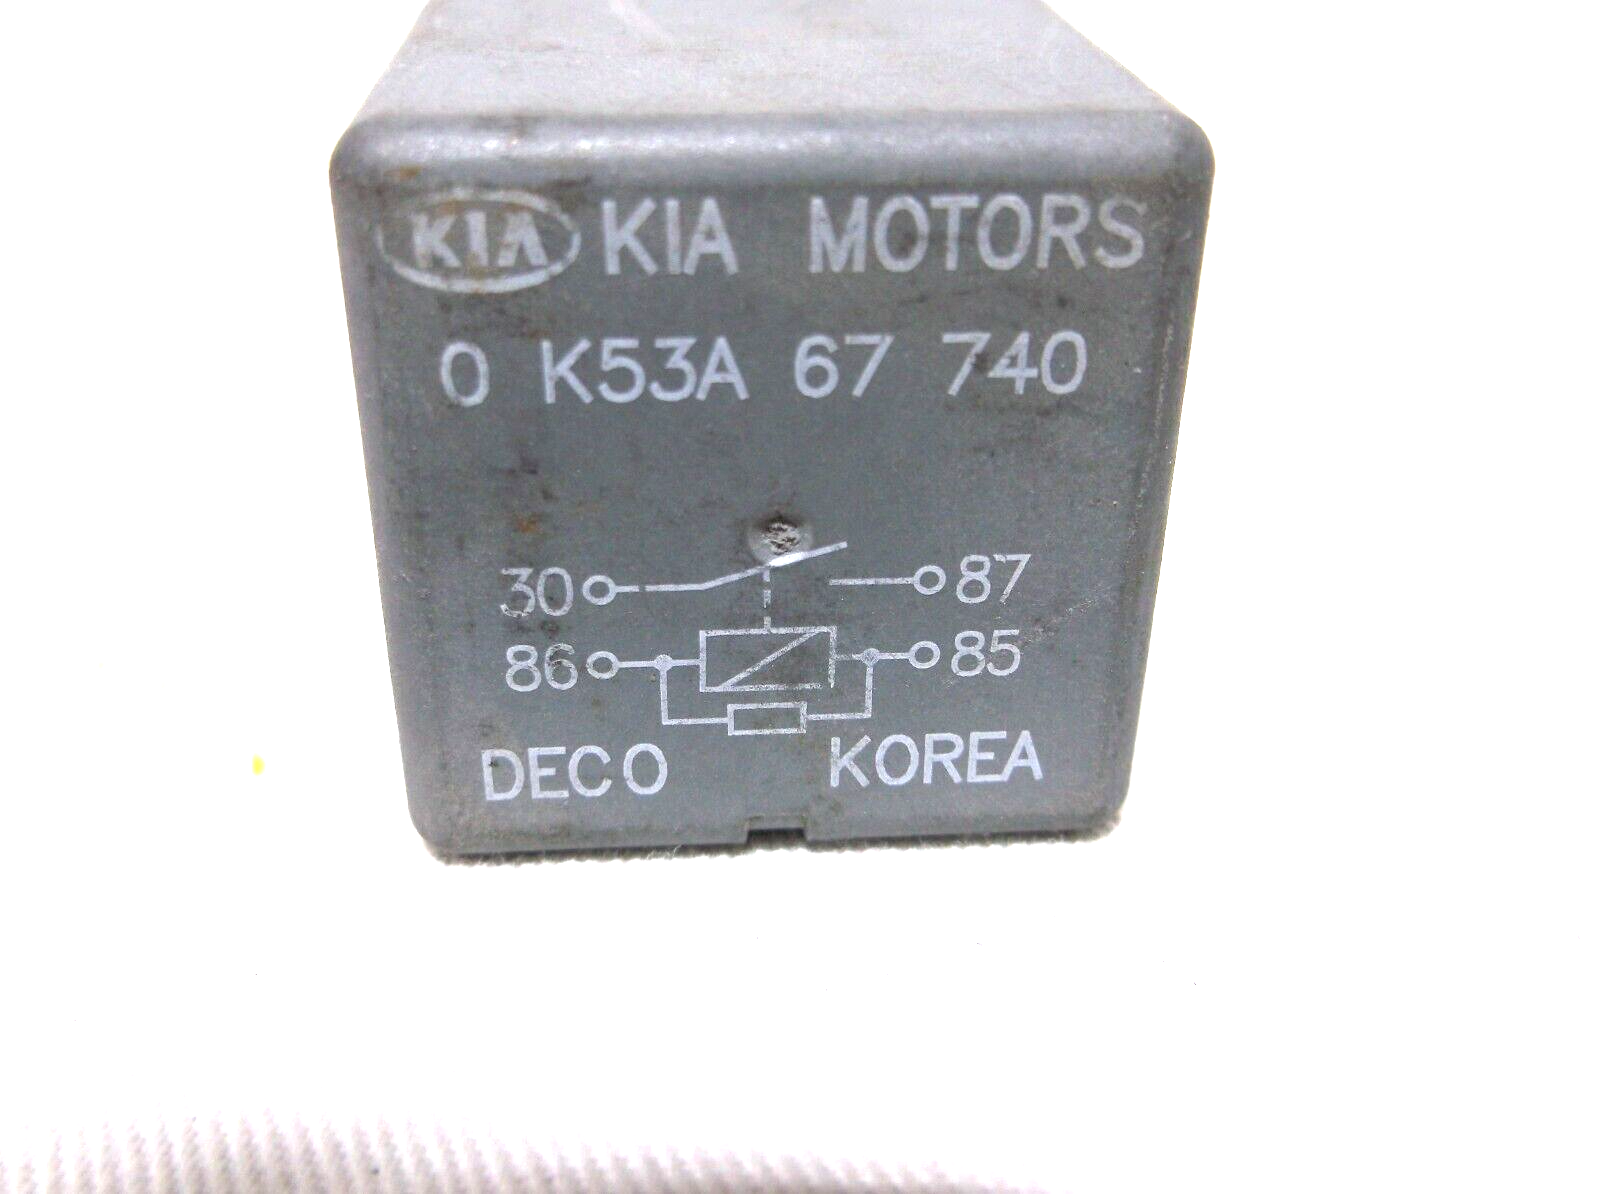 KIA KIA MOTORS
0 K53A 67 740
30 87
86 85
DECO KOREA